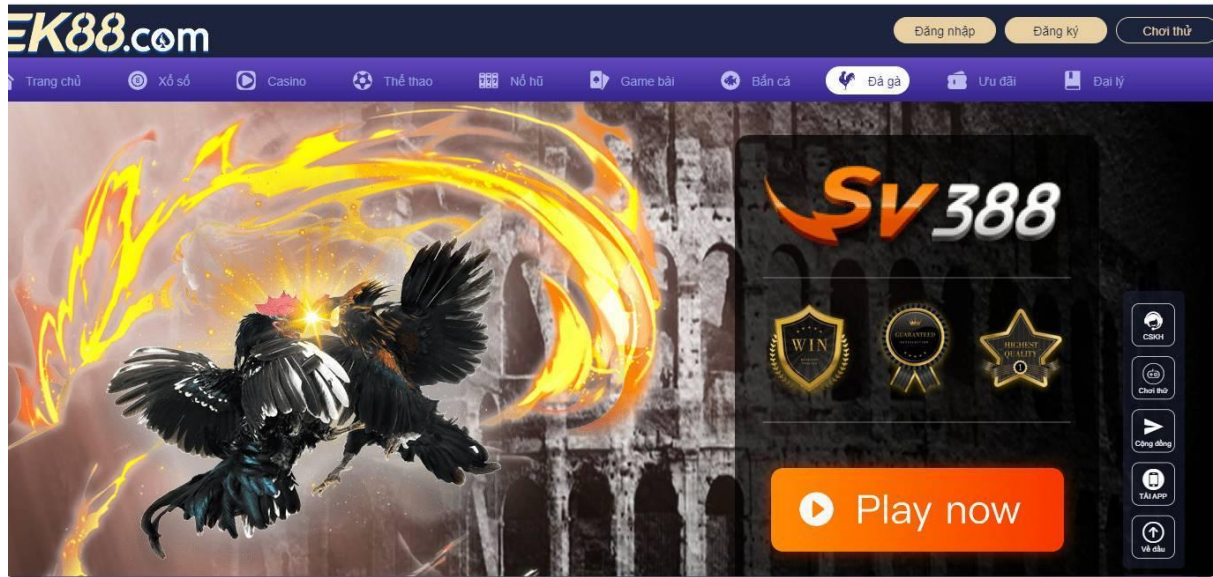 EK88.com
Đăng nhập
Đăng ký
Chơi thử
Trang chủ
Xổ số
Casino
Thể thao
Nổ hũ
Game bài
Bắn cá
Đá gà
Ưu đãi
Đại lý
SV388
WIN
GUARANTEED
HIGHEST
QUALITY
1
Play now
CSKH
Chơi thử
Cộng đồng
TẢI APP
Về đầu